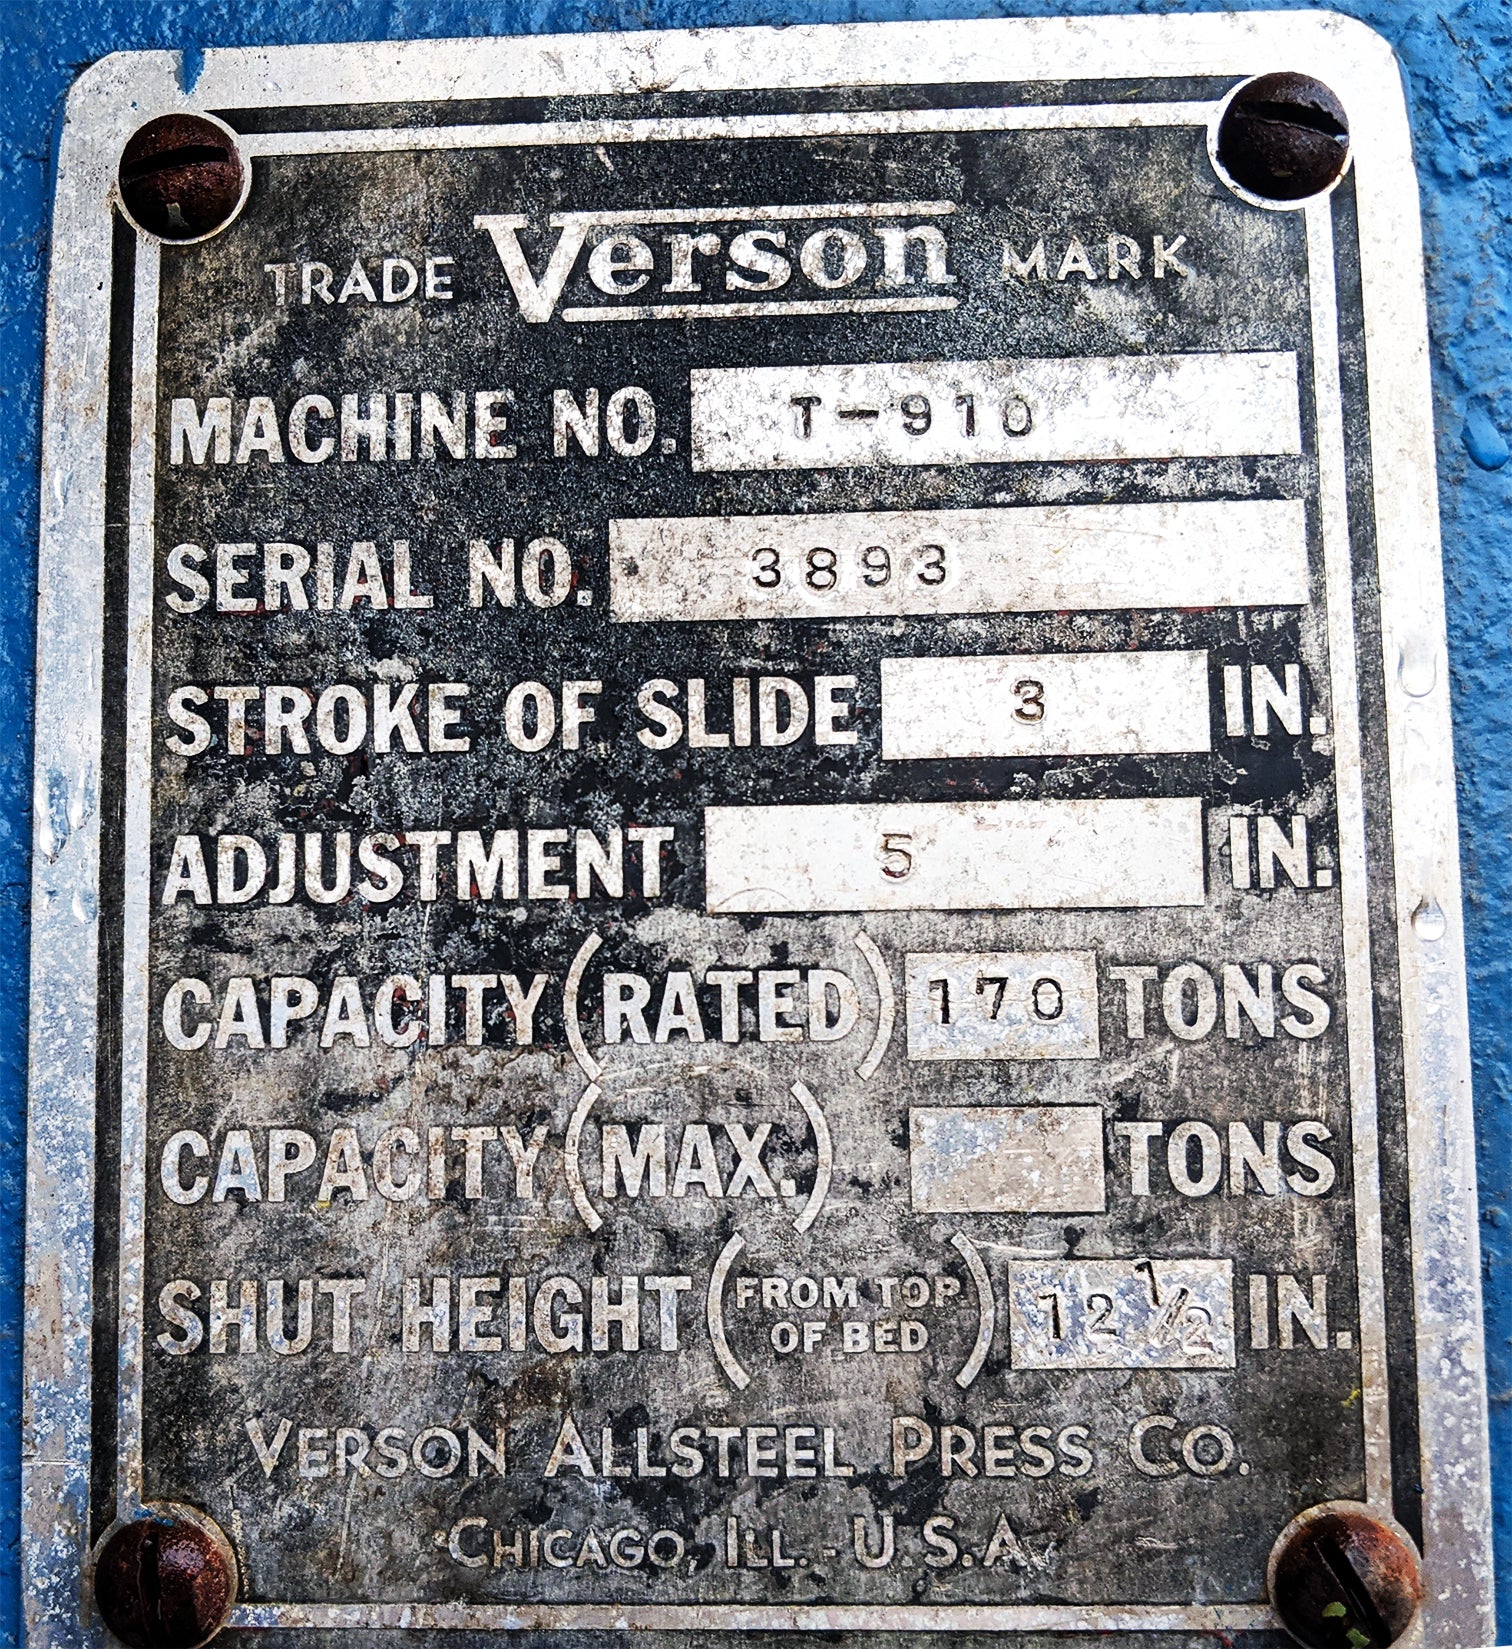 TRADE Verson MARK
MACHINE NO. T-910
SERIAL NO. 3893
STROKE OF SLIDE 3 IN.
ADJUSTMENT 5 IN.
CAPACITY (RATED) 170 TONS
CAPACITY (MAX.) TONS
SHUT HEIGHT (FROM TOP OF BED) 12 1/2 IN.
VERSON ALLSTEEL PRESS CO.
CHICAGO, ILL. - U.S.A.